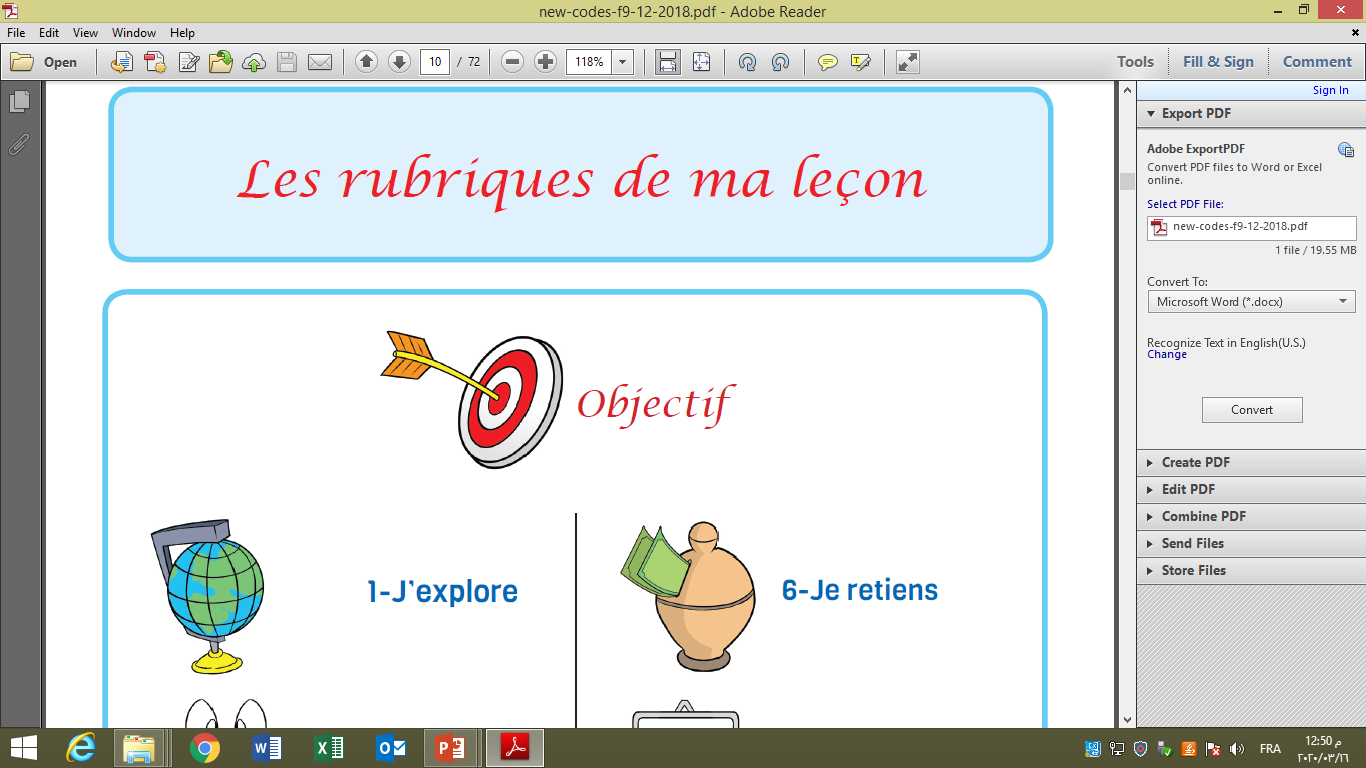 new-codes-f9-12-2018.pdf - Adobe Reader
File Edit View Window Help
Open 10 / 72 118% Tools Fill & Sign Comment
Sign In
Export PDF
Adobe ExportPDF
Convert PDF files to Word or Excel
online.
Select PDF File:
new-codes-f9-12-2018.pdf
1 file / 19.55 MB
Convert To:
Microsoft Word (*.docx)
Recognize Text in English(U.S.)
Change
Convert
Create PDF
Edit PDF
Combine PDF
Send Files
Store Files
Les rubriques de ma leçon
Objectif
1-J’explore
6-Je retiens
FRA
12:50 م
٢٠٢٠/٠٣/١٦